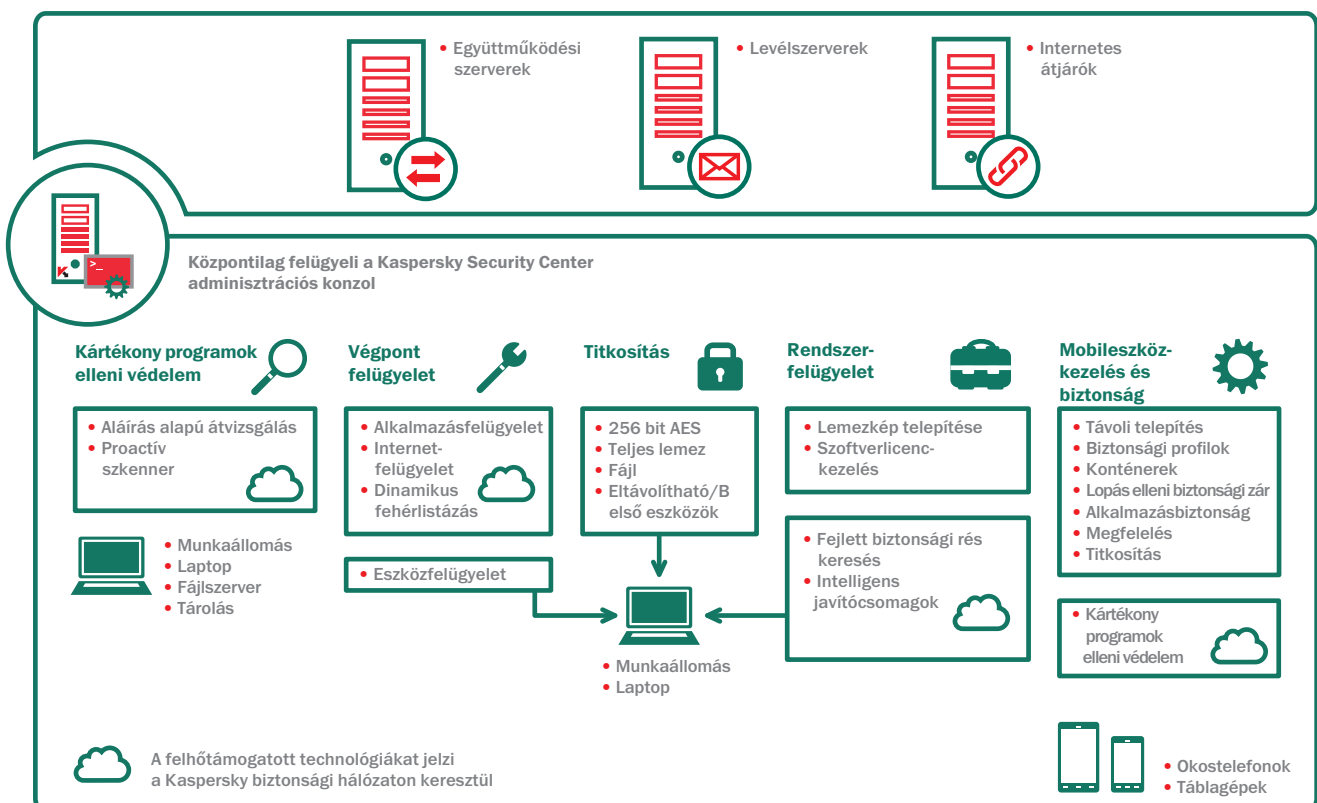 • Együttműködési
szerverek
• Levélszerverek
• Internetes
átjárók
Központilag felügyeli a Kaspersky Security Center
adminisztrációs konzol
Kártékony programok
elleni védelem
• Aláírás alapú átvizsgálás
• Proaktív
szkenner
• Munkaállomás
• Laptop
• Fájlszerver
• Tárolás
Végpont
felügyelet
• Alkalmazásfelügyelet
• Internet-
felügyelet
• Dinamikus
fehérlistázás
• Eszközfelügyelet
Titkosítás
• 256 bit AES
• Teljes lemez
• Fájl
• Eltávolítható/B
első eszközök
• Munkaállomás
• Laptop
Rendszer-
felügyelet
• Lemezkép telepítése
• Szoftverlicenc-
kezelés
• Fejlett biztonsági rés
keresés
• Intelligens
javítócsomagok
Mobileszköz-
kezelés és
biztonság
• Távoli telepítés
• Biztonsági profilok
• Konténerek
• Lopás elleni biztonsági zár
• Alkalmazásbiztonság
• Megfelelés
• Titkosítás
• Kártékony
programok
elleni védelem
• Okostelefonok
• Táblagépek
A felhőtámogatott technológiákat jelzi
a Kaspersky biztonsági hálózaton keresztül
>_